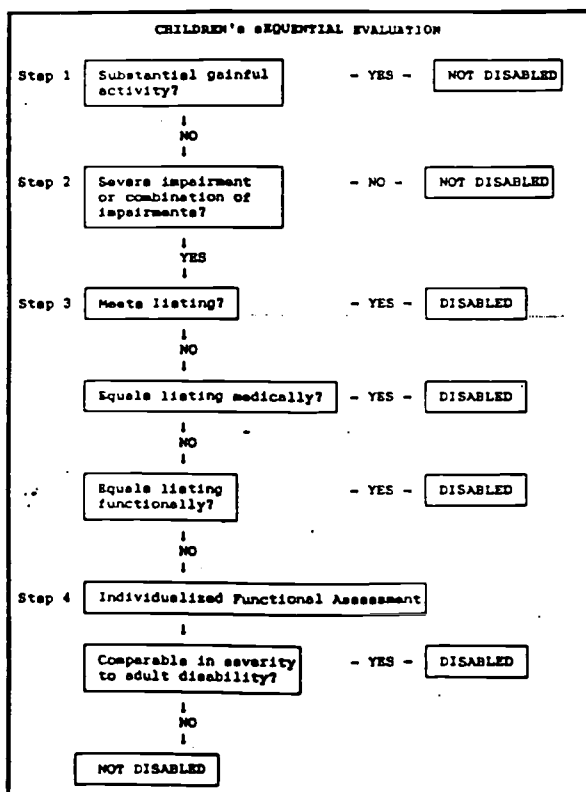 CHILDREN's sEQUENTIAL EVALUATION
Step 1 Substantial gainful activity? - YES - NOT DISABLED
↓
NO
↓
Step 2 Severe impairment or combination of impairments? - NO - NOT DISABLED
↓
YES
↓
Step 3 Meets listing? - YES - DISABLED
↓
NO
↓
Equals listing medically? - YES - DISABLED
↓
NO
↓
Equals listing functionally? - YES - DISABLED
↓
NO
↓
Step 4 Individualized Functional Assessment
↓
Comparable in severity to adult disability? - YES - DISABLED
↓
NO
↓
NOT DISABLED